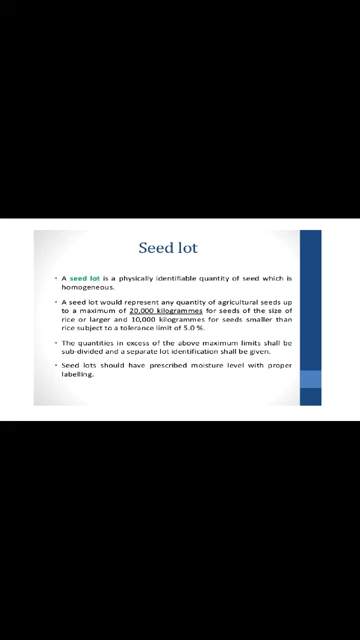 Seed lot
• A seed lot is a physically identifiable quantity of seed which is
homogeneous.
• A seed lot would represent any quantity of agricultural seeds up
to a maximum of 20,000 kilogrammes for seeds of the size of
rice or larger and 10,000 kilogrammes for seeds smaller than
rice subject to a tolerance limit of 5.0 %.
• The quantities in excess of the above maximum limits shall be
sub-divided and a separate lot identification shall be given.
• Seed lots should have prescribed moisture level with proper
labelling.